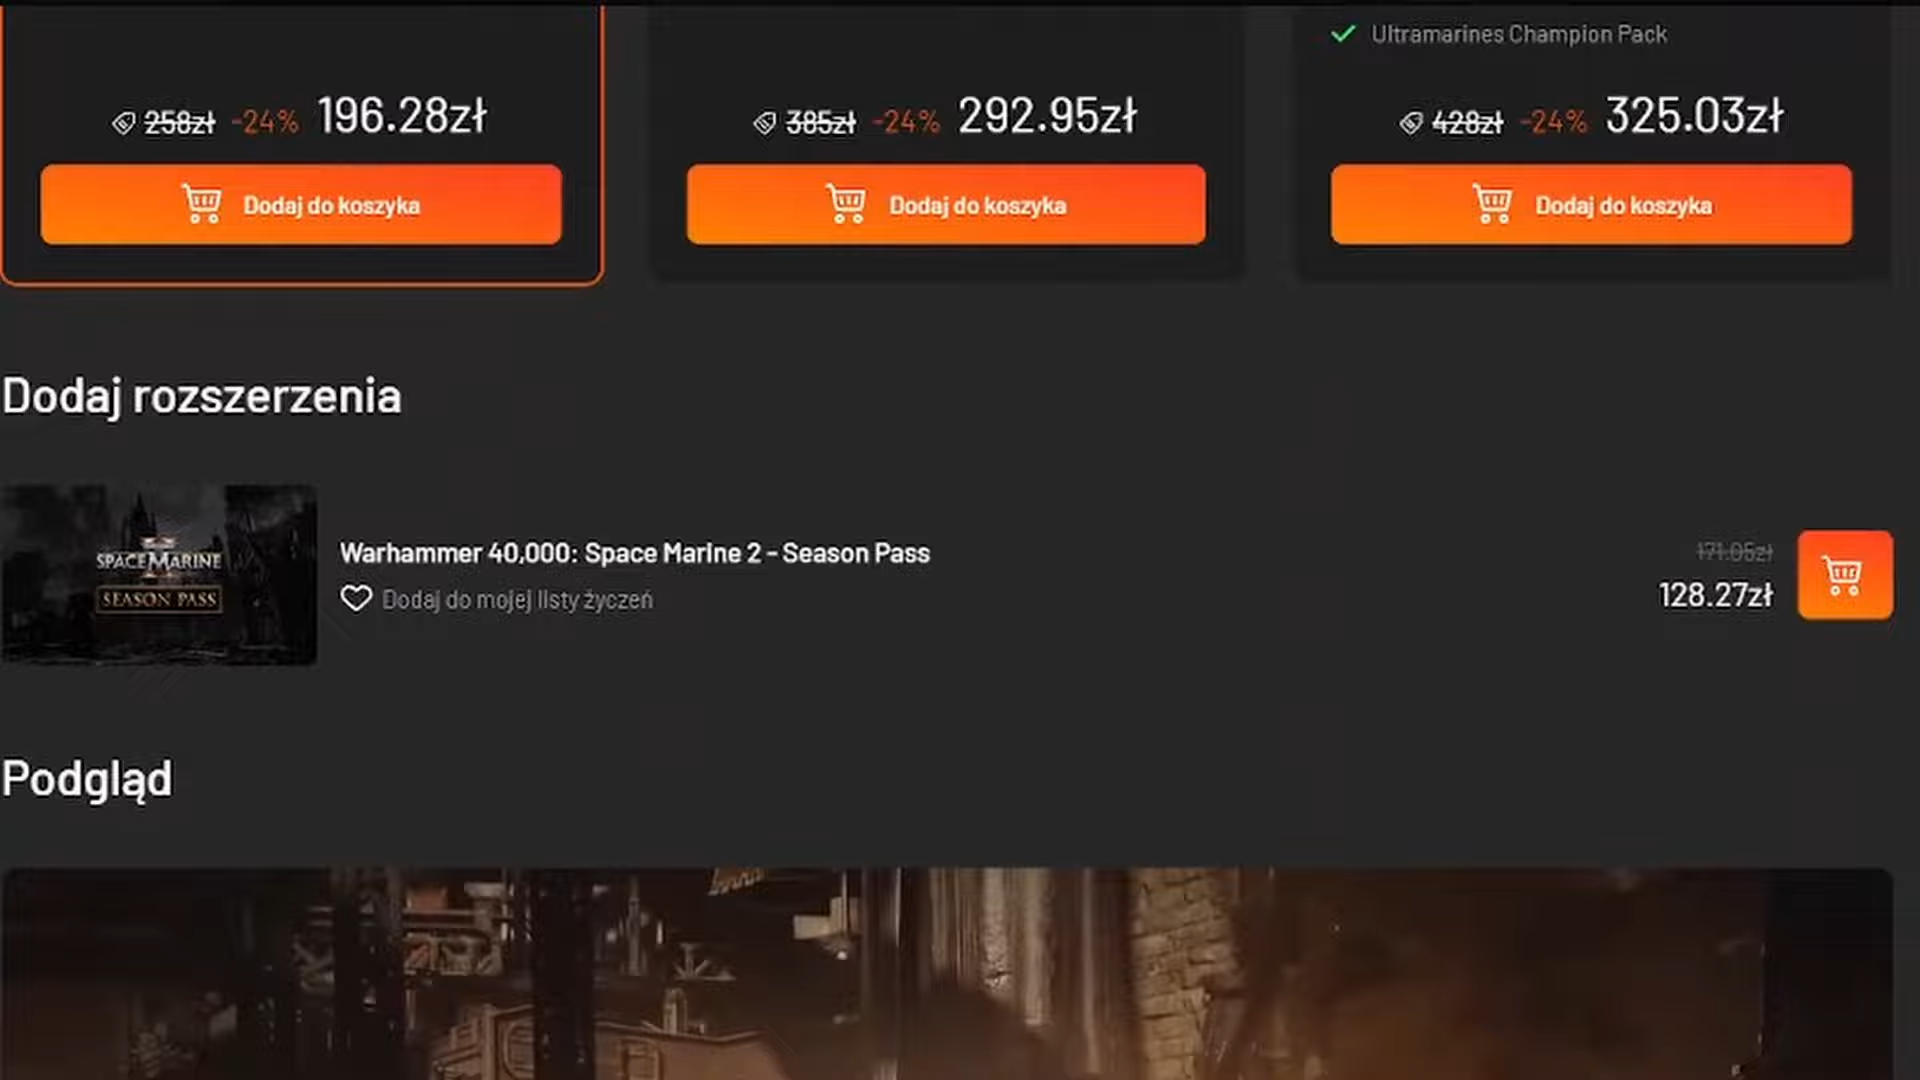 Ultramarines Champion Pack
258zł -24% 196.28zł
385zł -24% 292.95zł
428zł -24% 325.03zł
Dodaj do koszyka
Dodaj do koszyka
Dodaj do koszyka
Dodaj rozszerzenia
SPACE MARINE
SEASON PASS
Warhammer 40,000: Space Marine 2 - Season Pass
Dodaj do mojej listy życzeń
171.05zł
128.27zł
Podgląd